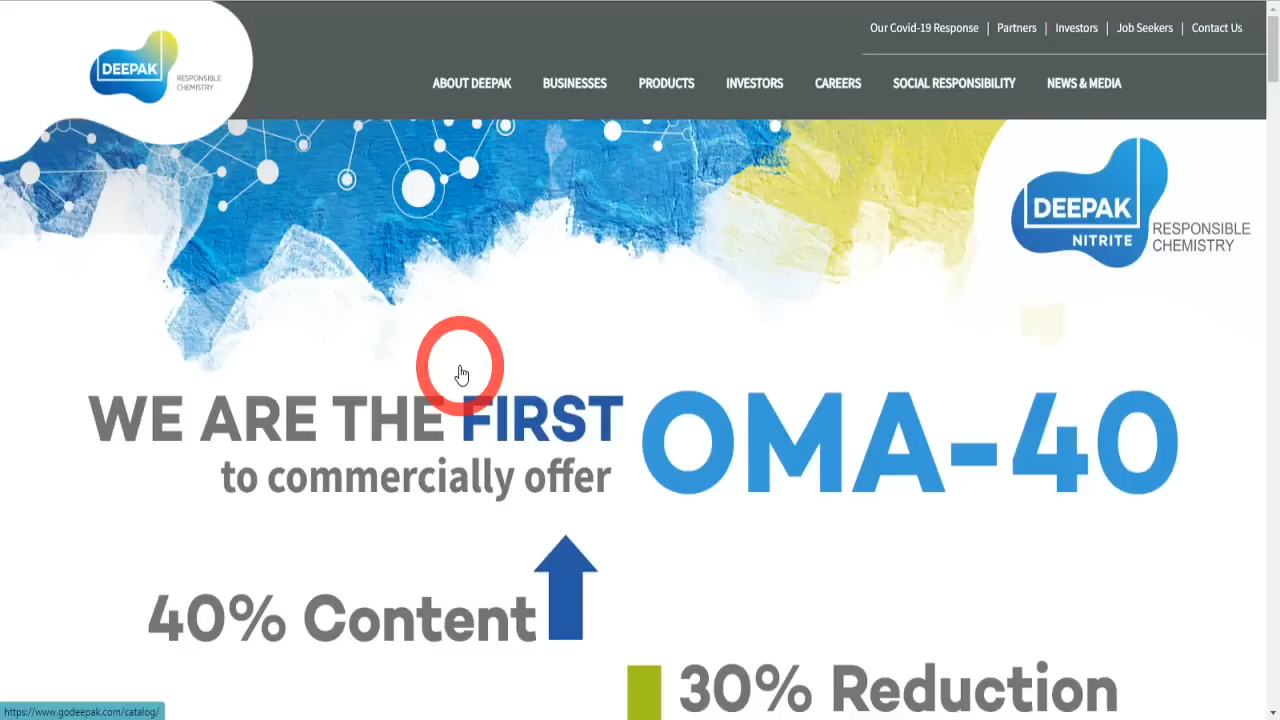 Our Covid-19 Response | Partners | Investors | Job Seekers | Contact Us
DEEPAK
RESPONSIBLE
CHEMISTRY
ABOUT DEEPAK BUSINESSES PRODUCTS INVESTORS CAREERS SOCIAL RESPONSIBILITY NEWS & MEDIA
DEEPAK
NITRITE
RESPONSIBLE
CHEMISTRY
WE ARE THE FIRST
to commercially offer
OMA-40
40% Content
30% Reduction
https://www.godeepak.com/catalog/